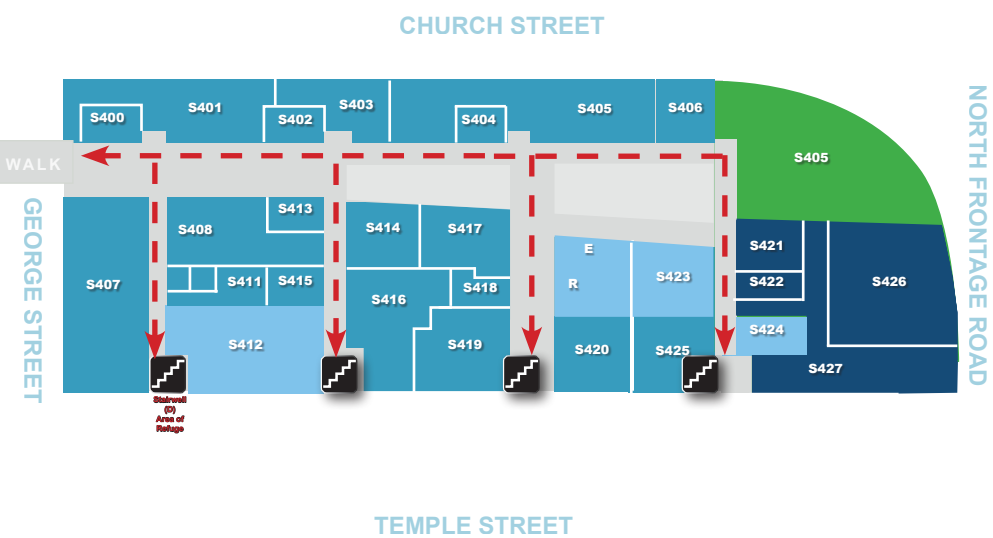 CHURCH STREET
S400
S401
S402
S403
S404
S405
S406
S405
WALK
NORTH FRONTAGE ROAD
GEORGE STREET
S407
S408
S413
S414
S417
S411
S415
S416
S418
S412
S419
E
R
S423
S420
S425
S421
S422
S424
S426
S427
Stairwell
(D)
Area of
Refuge
TEMPLE STREET